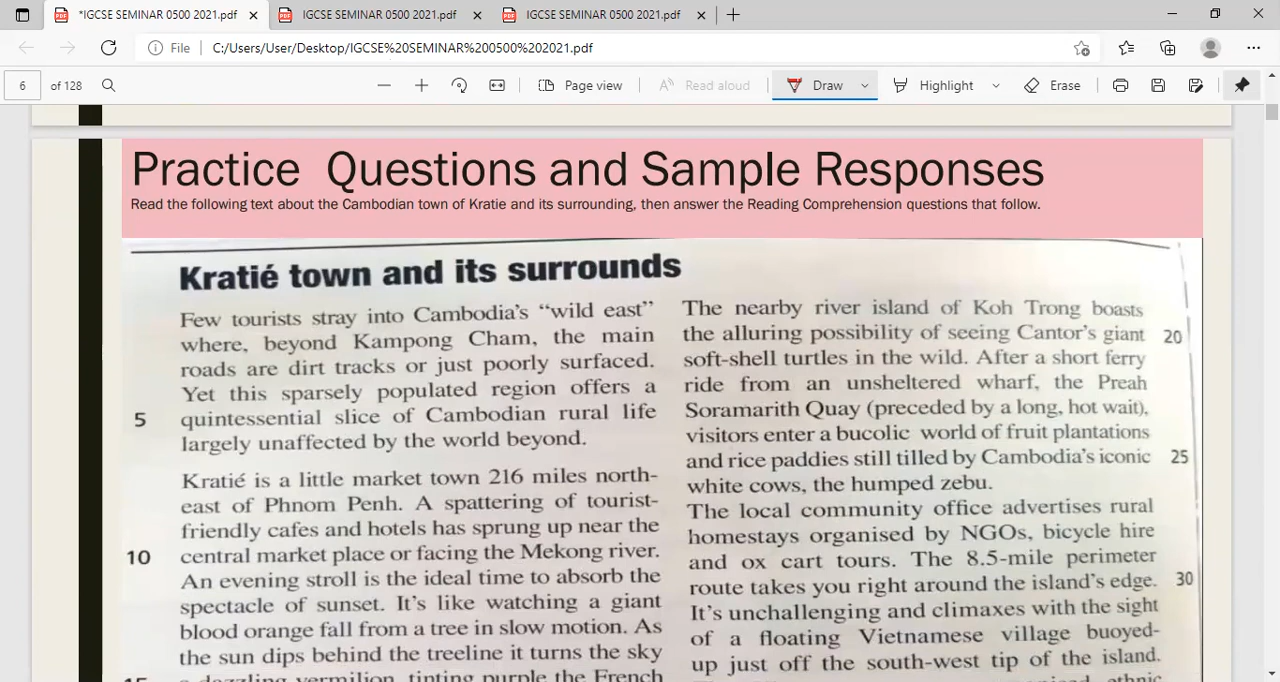 *IGCSE SEMINAR 0500 2021.pdf
IGCSE SEMINAR 0500 2021.pdf
IGCSE SEMINAR 0500 2021.pdf
File
C:/Users/User/Desktop/IGCSE%20SEMINAR%200500%202021.pdf
6 of 128
Page view
Read aloud
Draw
Highlight
Erase
Practice Questions and Sample Responses
Read the following text about the Cambodian town of Kratie and its surrounding, then answer the Reading Comprehension questions that follow.
Kratié town and its surrounds
Few tourists stray into Cambodia's "wild east"
where, beyond Kampong Cham, the main
roads are dirt tracks or just poorly surfaced.
Yet this sparsely populated region offers a
5 quintessential slice of Cambodian rural life
largely unaffected by the world beyond.
Kratié is a little market town 216 miles north-
east of Phnom Penh. A spattering of tourist-
friendly cafes and hotels has sprung up near the
10 central market place or facing the Mekong river.
An evening stroll is the ideal time to absorb the
spectacle of sunset. It's like watching a giant
blood orange fall from a tree in slow motion. As
the sun dips behind the treeline it turns the sky
15 a dazzling vermilion, tinting purple the French
The nearby river island of Koh Trong boasts
the alluring possibility of seeing Cantor's giant 20
soft-shell turtles in the wild. After a short ferry
ride from an unsheltered wharf, the Preah
Soramarith Quay (preceded by a long, hot wait),
visitors enter a bucolic world of fruit plantations
and rice paddies still tilled by Cambodia's iconic 25
white cows, the humped zebu.
The local community office advertises rural
homestays organised by NGOs, bicycle hire
and ox cart tours. The 8.5-mile perimeter
route takes you right around the island's edge. 30
It's unchallenging and climaxes with the sight
of a floating Vietnamese village buoyed-
up just off the south-west tip of the island.
ethnic